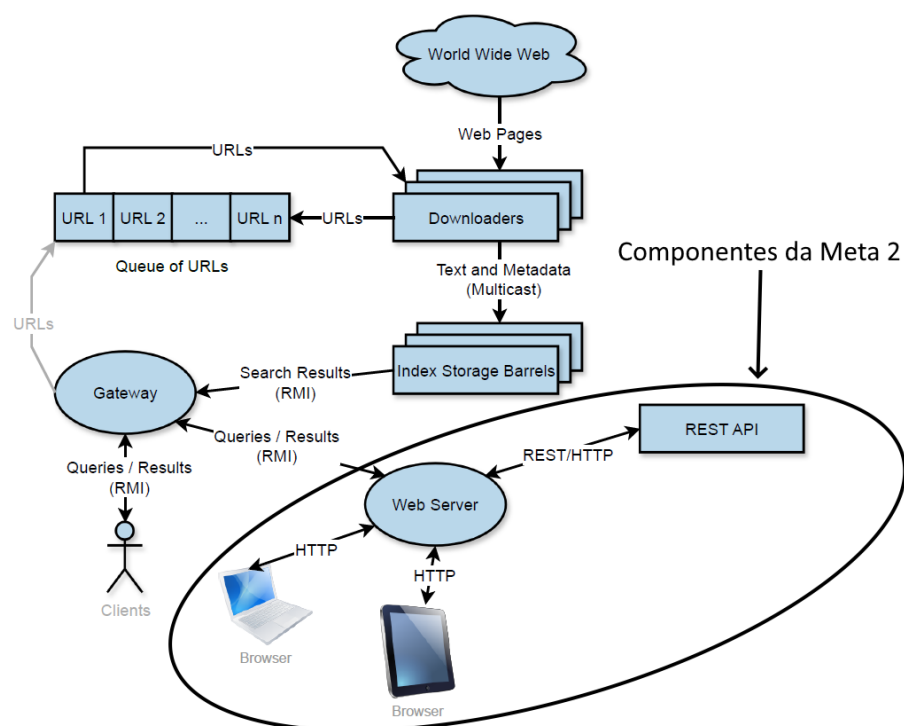 World Wide Web
Web Pages
URLs
URL 1
URL 2
...
URL n
URLs
Downloaders
Queue of URLs
Text and Metadata
(Multicast)
Componentes da Meta 2
URLs
Gateway
Search Results
(RMI)
Index Storage Barrels
Queries / Results
(RMI)
REST API
REST/HTTP
Queries / Results
(RMI)
Web Server
HTTP
HTTP
Clients
Browser
Browser